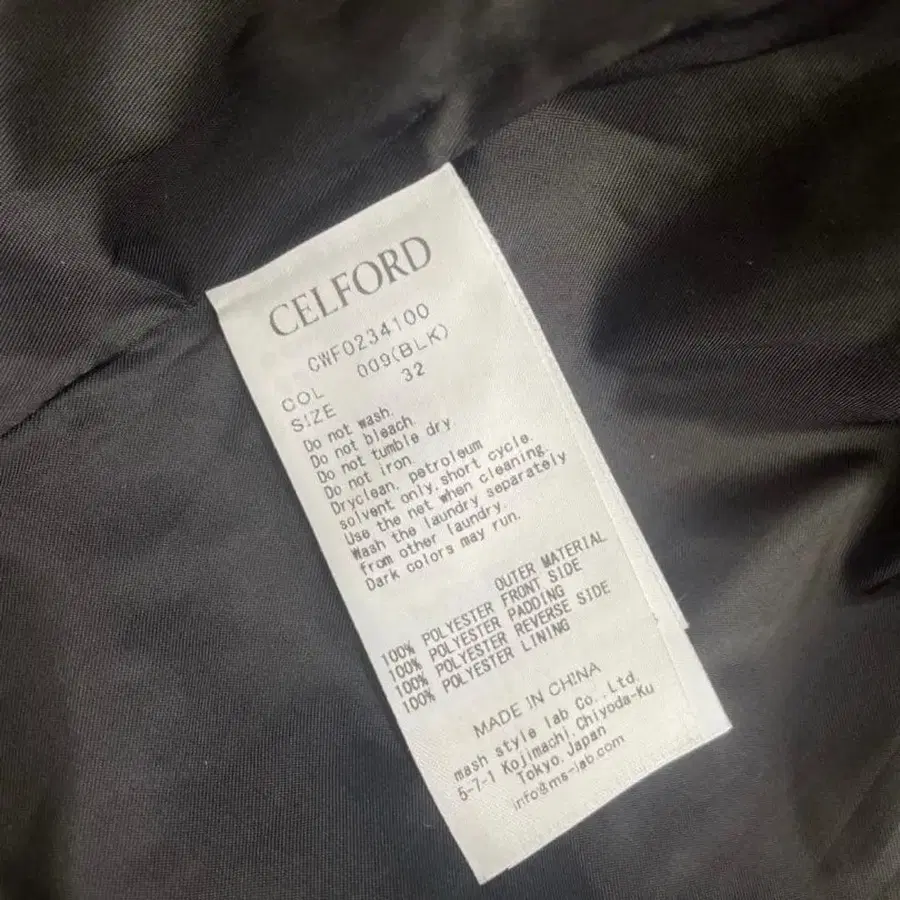 CELFORD
CWF0234100
COL 009(BLK)
SIZE 32
Do not wash.
Do not bleach
Do not tumble dry
Do not iron
Dryclean, petroleum
solvent only,short cycle.
Use the net when cleaning.
Wash the laundry separately
from other laundry.
Dark colors may run.
OUTER MATERIAL
100% POLYESTER FRONT SIDE
100% POLYESTER PADDING
100% POLYESTER REVERSE SIDE
100% POLYESTER LINING
MADE IN CHINA
mash style lab Co.,Ltd.
5-7-1 Kojimachi,Chiyoda-Ku
Tokyo,Japan
info@ms-lab.com